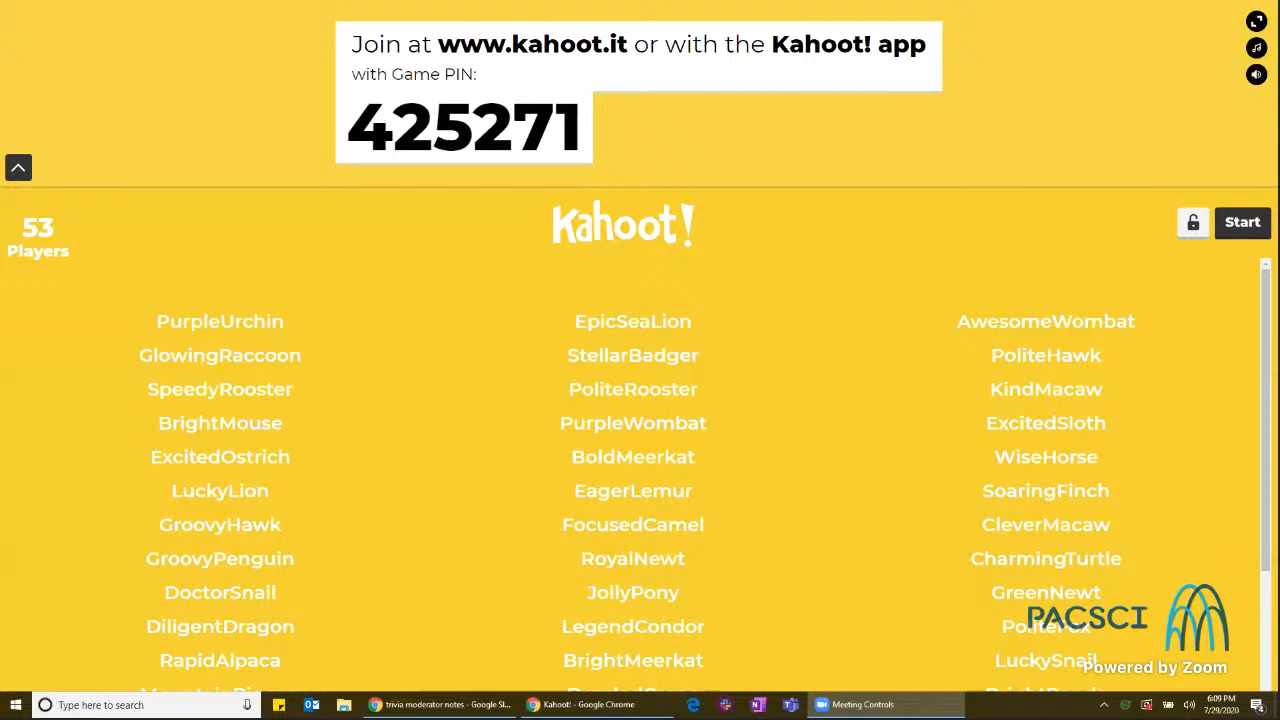 Join at www.kahoot.it or with the Kahoot! app
with Game PIN:
425271
53
Players
Kahoot!
Start
PurpleUrchin EpicSeaLion AwesomeWombat
GlowingRaccoon StellarBadger PoliteHawk
SpeedyRooster PoliteRooster KindMacaw
BrightMouse PurpleWombat ExcitedSloth
ExcitedOstrich BoldMeerkat WiseHorse
LuckyLion EagerLemur SoaringFinch
GroovyHawk FocusedCamel CleverMacaw
GroovyPenguin RoyalNewt CharmingTurtle
DoctorSnail JollyPony GreenNewt
DiligentDragon LegendCondor PoliteFox
PACSCI
RapidAlpaca BrightMeerkat LuckySnail
Powered by Zoom
Type here to search
trivia moderator notes - Google Sl...
Kahoot! - Google Chrome
Meeting Controls
6:09 PM
7/29/2020